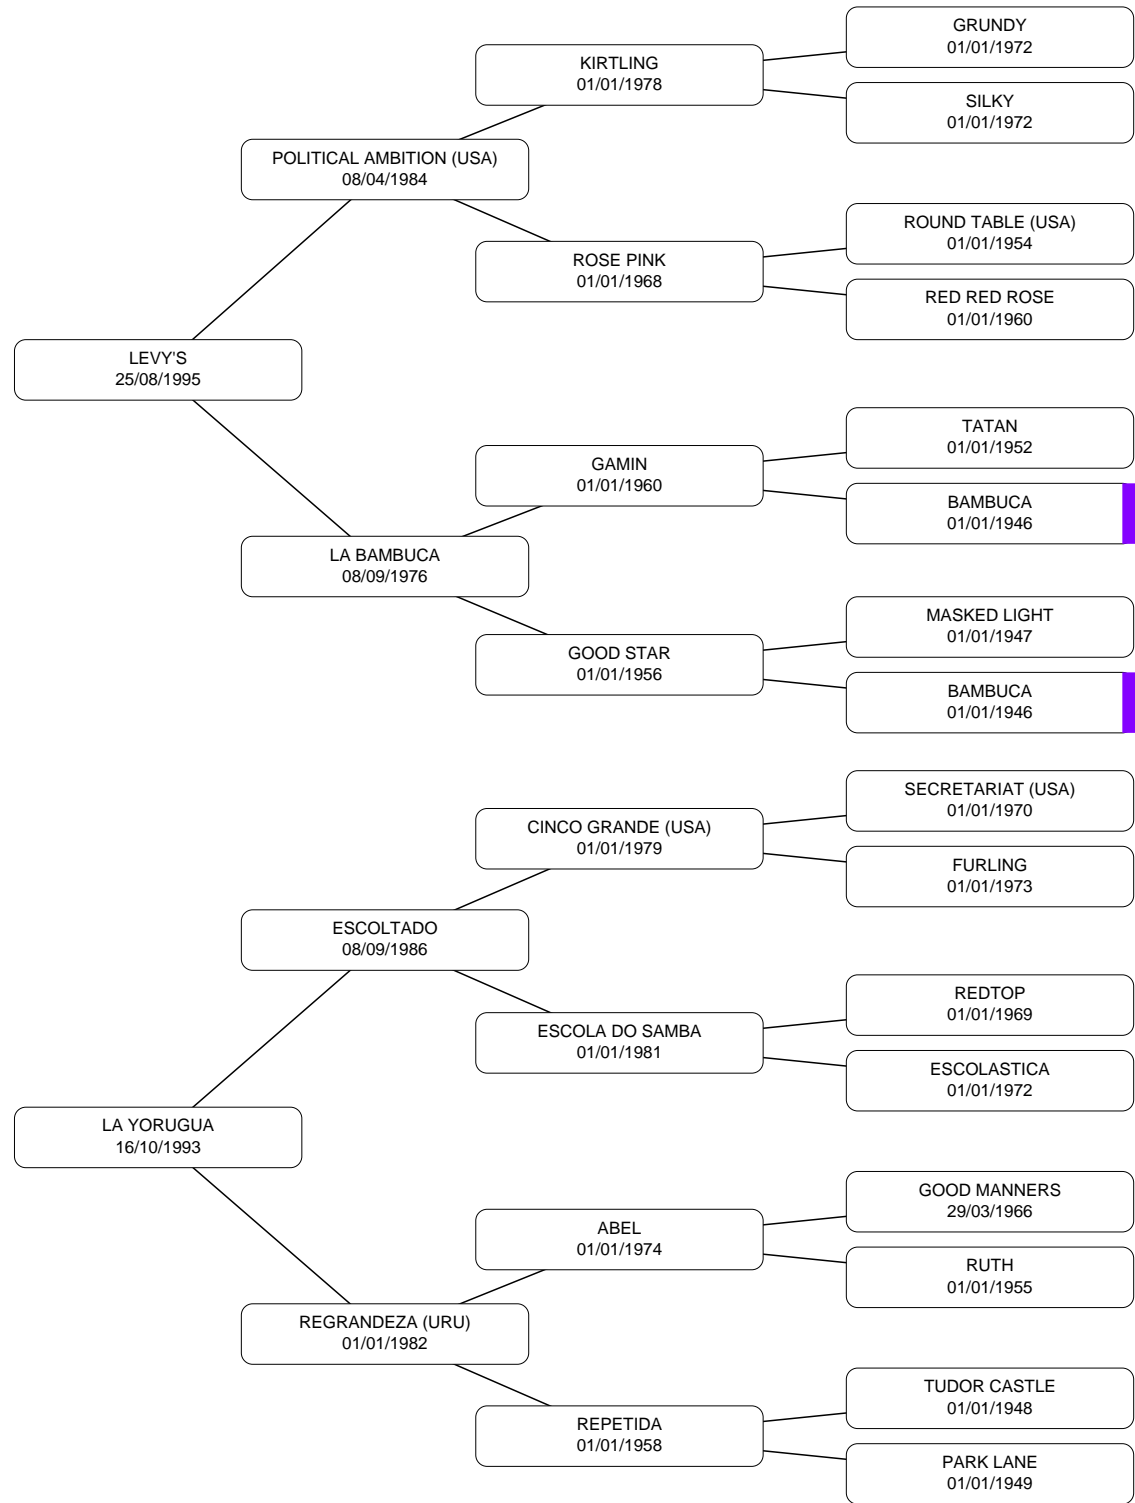 GRUNDY
01/01/1972
KIRTLING
01/01/1978
SILKY
01/01/1972
POLITICAL AMBITION (USA)
08/04/1984
ROUND TABLE (USA)
01/01/1954
ROSE PINK
01/01/1968
RED RED ROSE
01/01/1960
LEVY'S
25/08/1995
TATAN
01/01/1952
GAMIN
01/01/1960
BAMBUCA
01/01/1946
LA BAMBUCA
08/09/1976
MASKED LIGHT
01/01/1947
GOOD STAR
01/01/1956
BAMBUCA
01/01/1946
SECRETARIAT (USA)
01/01/1970
CINCO GRANDE (USA)
01/01/1979
FURLING
01/01/1973
ESCOLTADO
08/09/1986
REDTOP
01/01/1969
ESCOLA DO SAMBA
01/01/1981
ESCOLASTICA
01/01/1972
LA YORUGUA
16/10/1993
GOOD MANNERS
29/03/1966
ABEL
01/01/1974
RUTH
01/01/1955
REGRANDEZA (URU)
01/01/1982
TUDOR CASTLE
01/01/1948
REPETIDA
01/01/1958
PARK LANE
01/01/1949